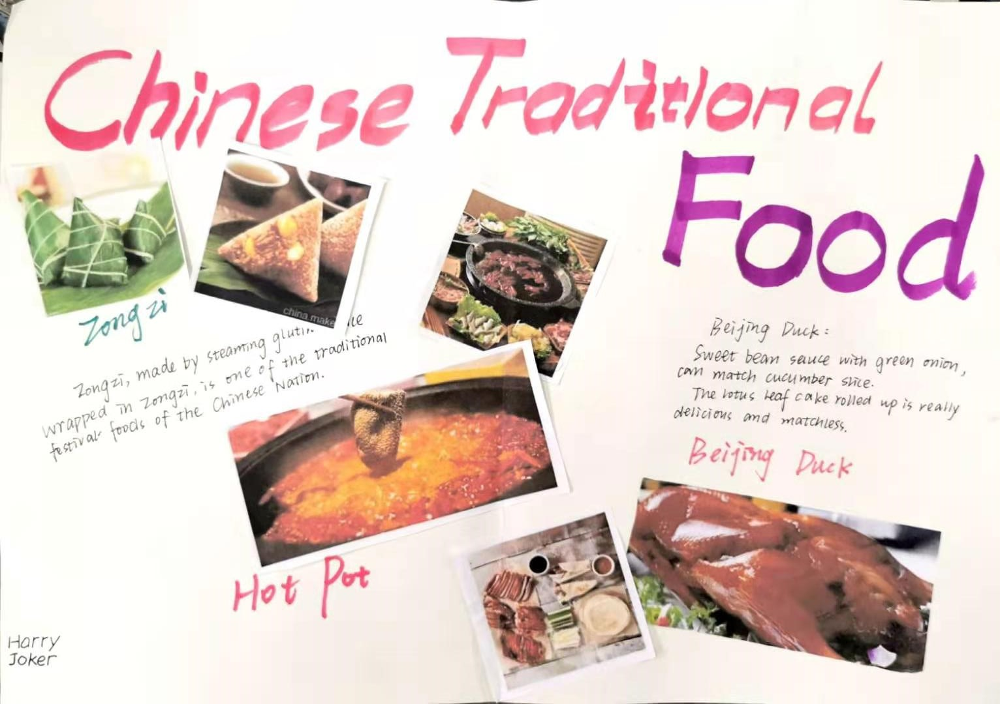 Chinese Traditional
Food
china.make
Zongzi
Zongzi, made by steaming glutin
wrapped in Zongzi, is one of the traditional
festival foods of the Chinese Nation.
Hot Pot
Beijing Duck:
Sweet bean sauce with green onion,
can match cucumber slice.
The lotus leaf cake rolled up is really
delicious and matchless.
Beijing Duck
Harry
Joker